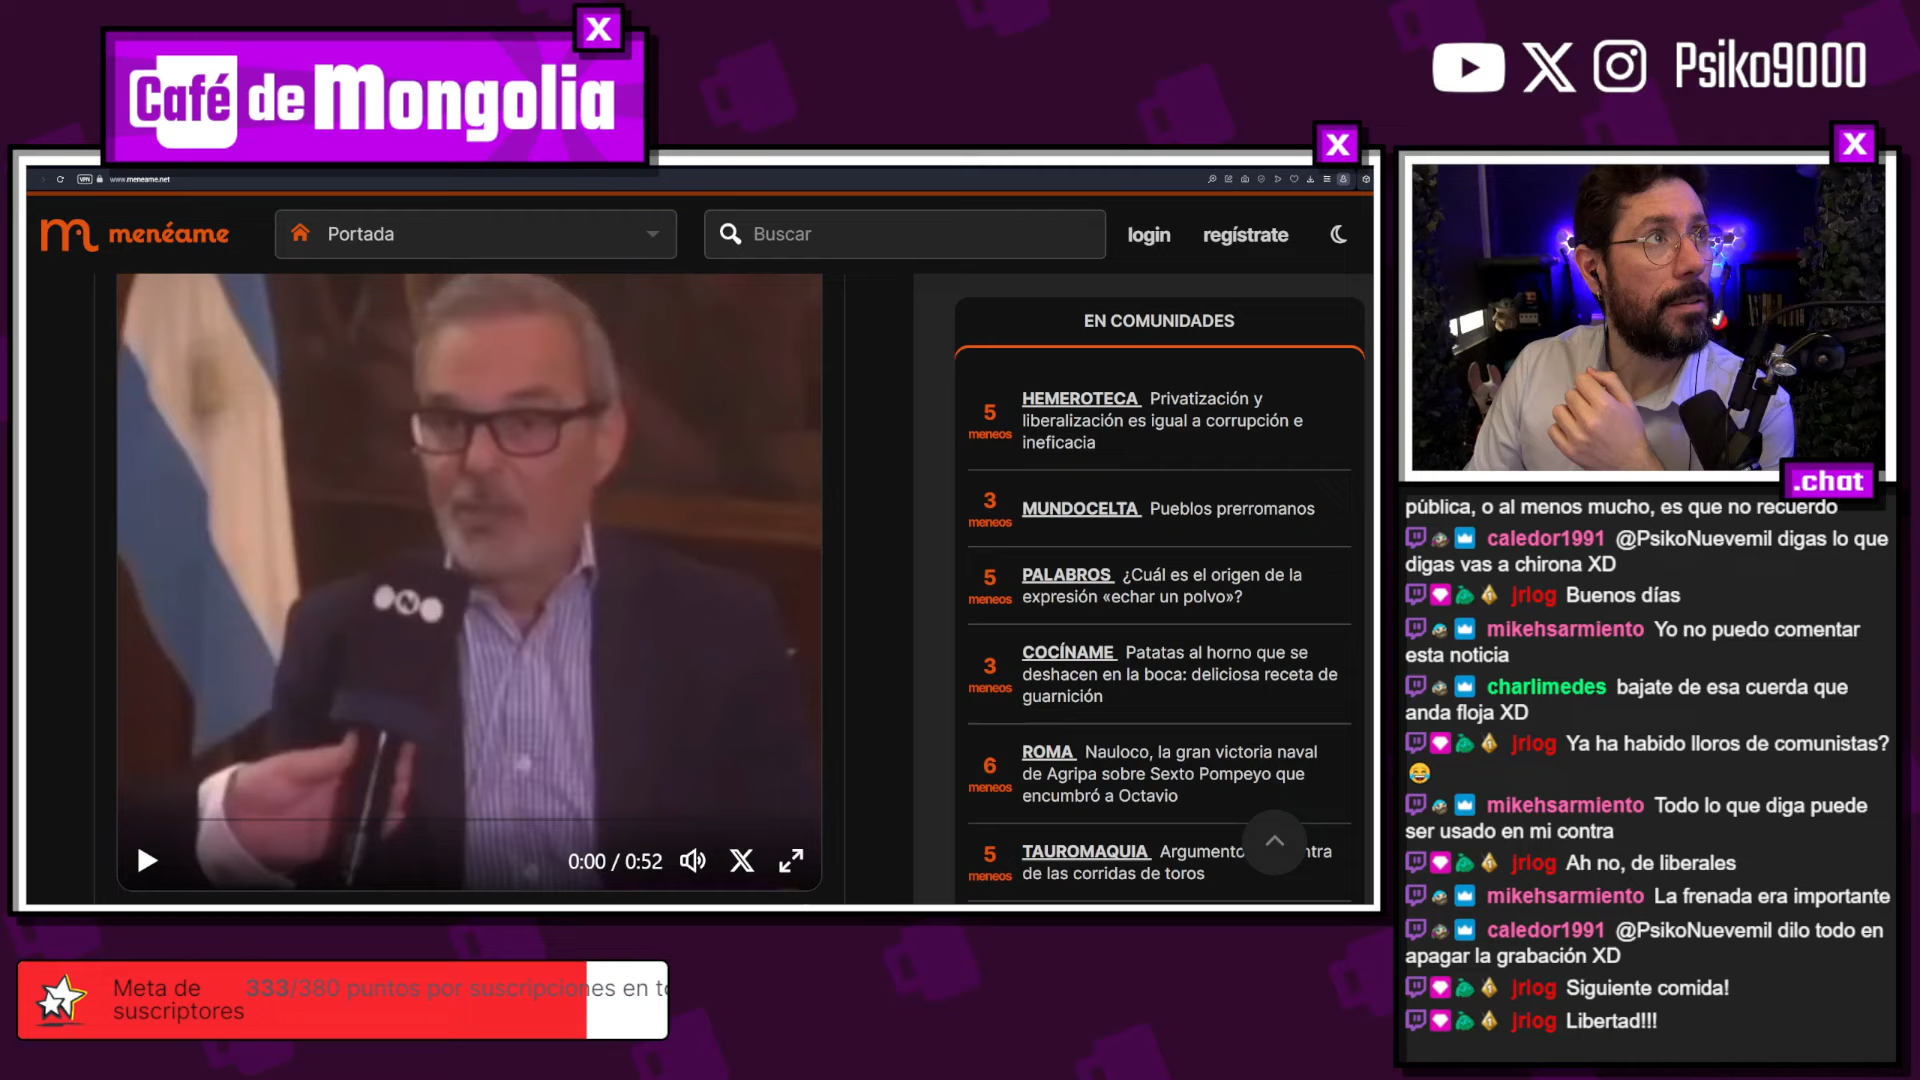 X
Café de Mongolia
Psiko9000
X
X
VPN
www.meneame.net
menéame
Portada
Buscar
login
regístrate
EN COMUNIDADES
5
meneos
HEMEROTECA Privatización y
liberalización es igual a corrupción e
ineficacia
3
meneos
MUNDOCELTA Pueblos prerromanos
5
meneos
PALABROS ¿Cuál es el origen de la
expresión «echar un polvo»?
3
meneos
COCÍNAME Patatas al horno que se
deshacen en la boca: deliciosa receta de
guarnición
6
meneos
ROMA Nauloco, la gran victoria naval
de Agripa sobre Sexto Pompeyo que
encumbró a Octavio
5
meneos
TAUROMAQUIA Argumento ntra
de las corridas de toros
0:00 / 0:52
.chat
pública, o al menos mucho, es que no recuerdo
caledor1991 @PsikoNuevemil digas lo que
digas vas a chirona XD
jrlog Buenos días
mikehsarmiento Yo no puedo comentar
esta noticia
charlimedes bajate de esa cuerda que
anda floja XD
jrlog Ya ha habido lloros de comunistas?
😂
mikehsarmiento Todo lo que diga puede
ser usado en mi contra
jrlog Ah no, de liberales
mikehsarmiento La frenada era importante
caledor1991 @PsikoNuevemil dilo todo en
apagar la grabación XD
jrlog Siguiente comida!
jrlog Libertad!!!
Meta de
suscriptores
333/380 puntos por suscripciones en to